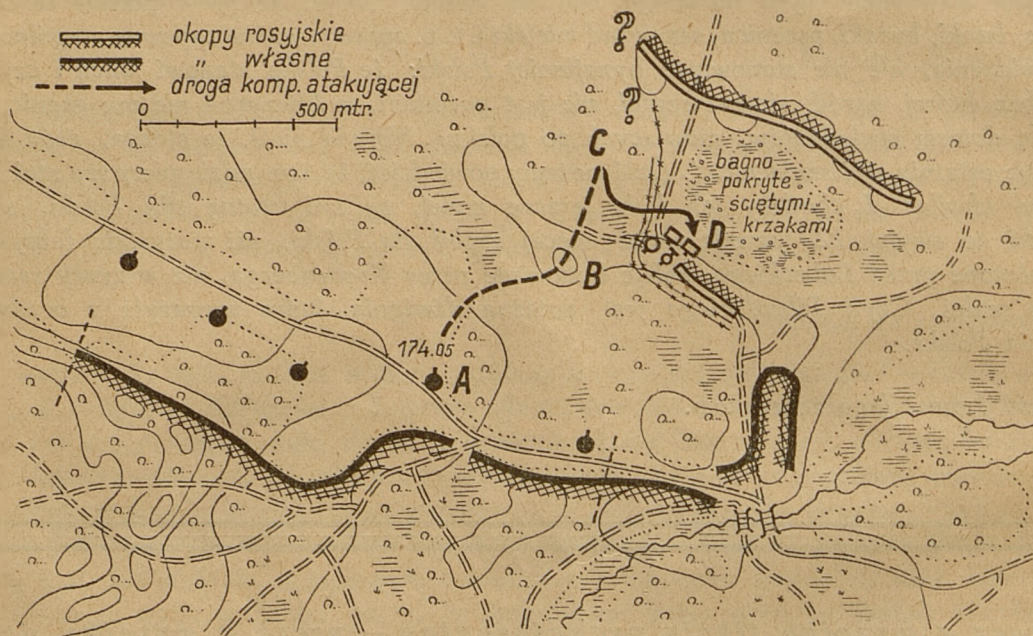 okopy rosyjskie
„ własne
droga komp. atakującej
0 500 mtr.
?
?
C
bagno
pokryte
ściętymi
krzakami
D
B
174.05
A